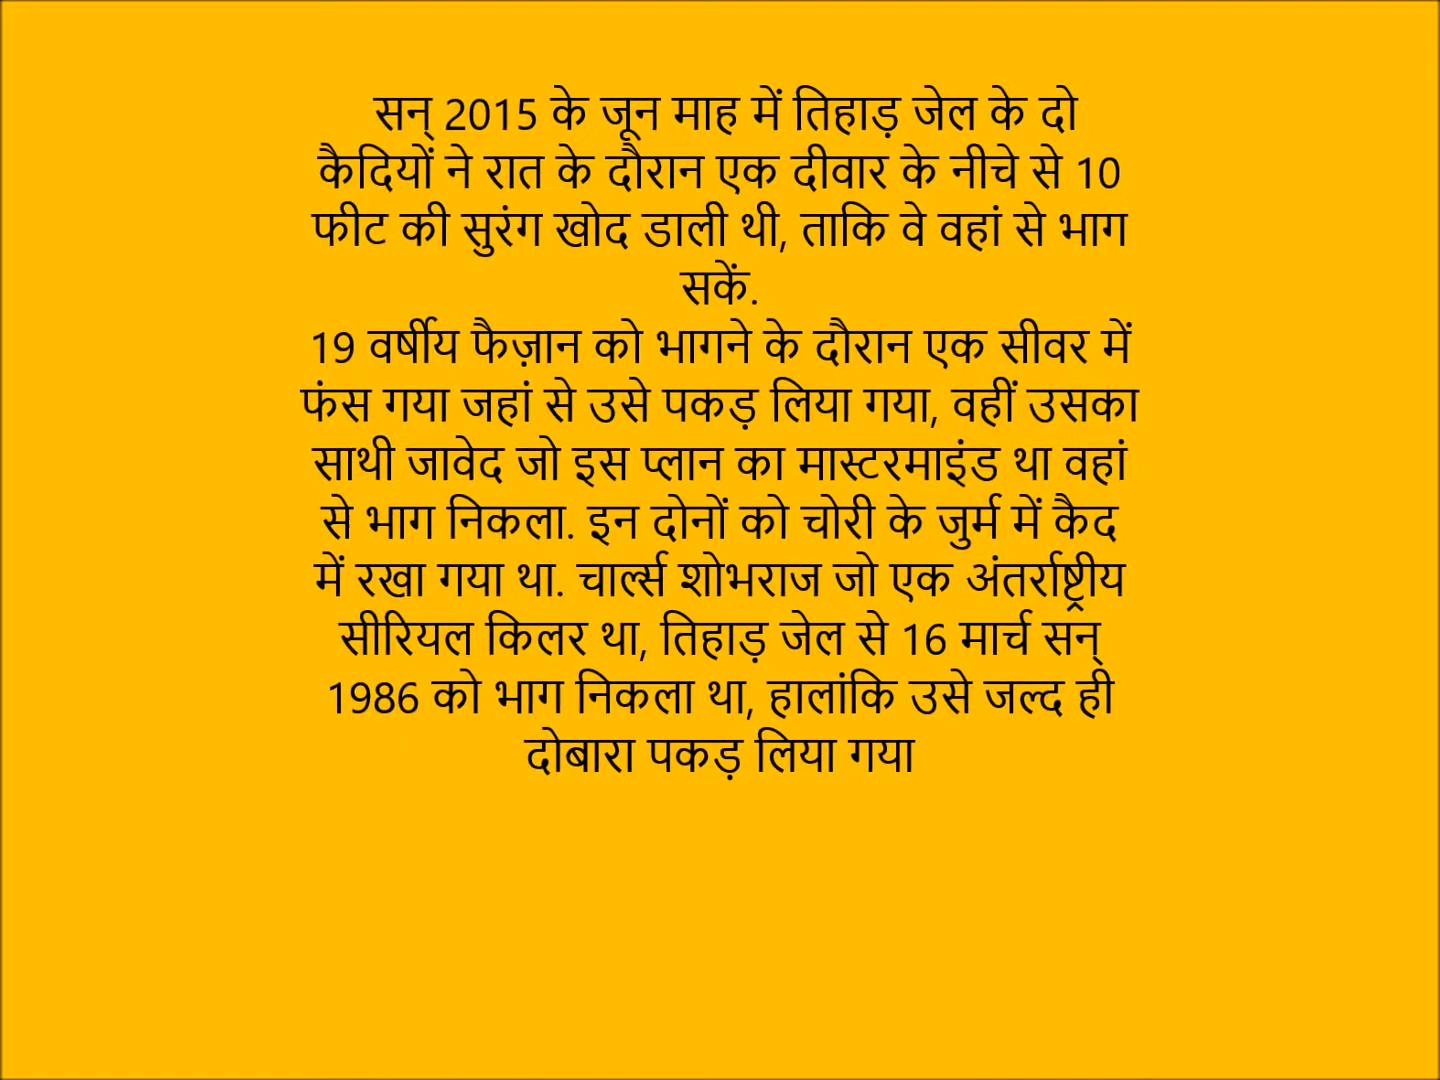 सन् 2015 के जून माह में तिहाड़ जेल के दो
कैदियों ने रात के दौरान एक दीवार के नीचे से 10
फीट की सुरंग खोद डाली थी, ताकि वे वहां से भाग
सकें.
19 वर्षीय फैज़ान को भागने के दौरान एक सीवर में
फंस गया जहां से उसे पकड़ लिया गया, वहीं उसका
साथी जावेद जो इस प्लान का मास्टरमाइंड था वहां
से भाग निकला. इन दोनों को चोरी के जुर्म में कैद
में रखा गया था. चार्ल्स शोभराज जो एक अंतर्राष्ट्रीय
सीरियल किलर था, तिहाड़ जेल से 16 मार्च सन्
1986 को भाग निकला था, हालांकि उसे जल्द ही
दोबारा पकड़ लिया गया